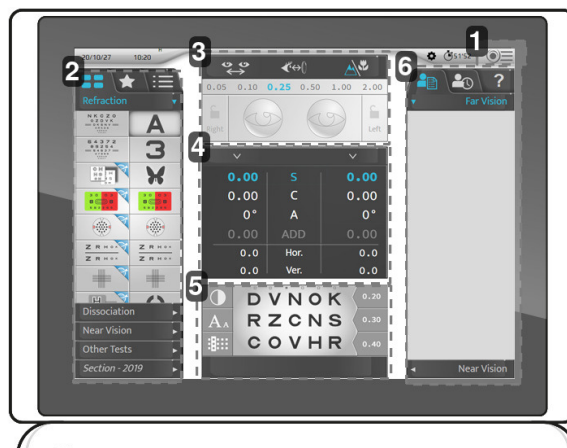 1
20/10/27 10:20
51'52
2
3
6
?
Refraction
Far Vision
0.05 0.10 0.25 0.50 1.00 2.00
Right
Left
N K O Z O
A
3
4
0.00 S 0.00
0.00 C 0.00
0° A 0°
0.00 ADD 0.00
0.0 Hor. 0.0
0.0 Ver. 0.0
Z R H
Z R H
5
D V N O K 0.20
A A R Z C N S 0.30
C O V H R 0.40
Dissociation
Near Vision
Other Tests
Section - 2019
Near Vision